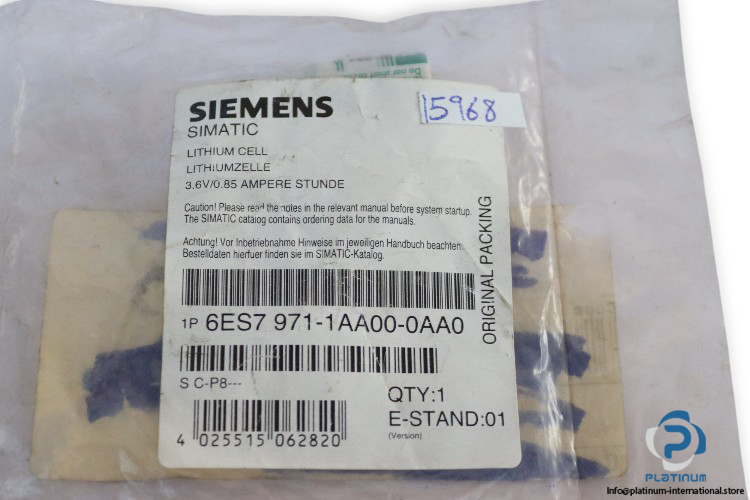 SIEMENS
SIMATIC
15968
LITHIUM CELL
LITHIUMZELLE
3,6V/0.85 AMPERE STUNDE
Caution! Please read the notes in the relevant manual before system startup.
The SIMATIC catalog contains ordering data for the manuals.
Achtung! Vor Inbetriebnahme Hinweise im jeweiligen Handbuch beachten.
Bestelldaten hierfuer finden sie im SIMATIC-Katalog.
ORIGINAL PACKING
1P 6ES7 971-1AA00-0AA0
S C-P8---
QTY:1
E-STAND:01
(Version)
4 025515 062820
PLATINUM
info@platinum-international.store